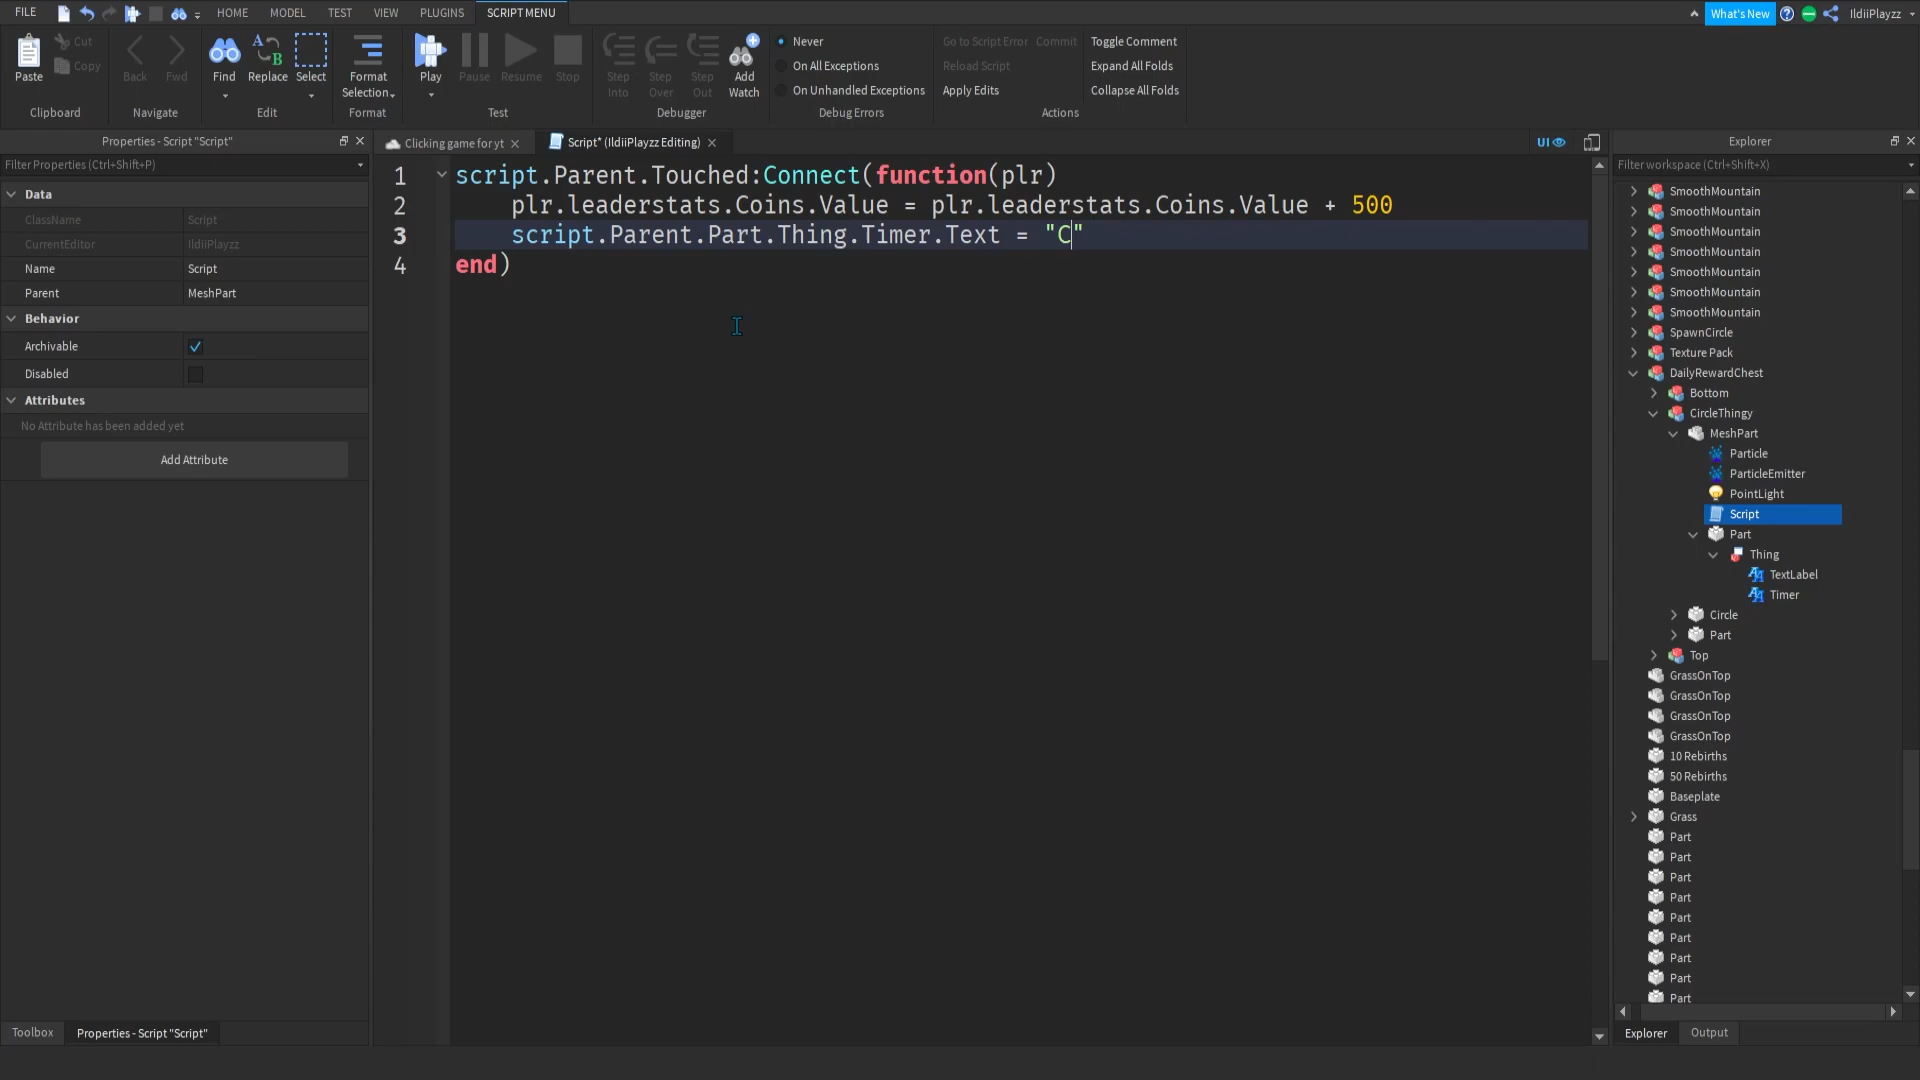 FILE HOME MODEL TEST VIEW PLUGINS SCRIPT MENU What's New IldiiPlayzz
Paste Cut Copy Back Fwd Find Replace Select Format Selection Play Pause Resume Stop Step Into Step Over Step Out Add Watch
Never
On All Exceptions
On Unhandled Exceptions
Go to Script Error Commit
Reload Script
Apply Edits
Toggle Comment
Expand All Folds
Collapse All Folds
Clipboard Navigate Edit Format Test Debugger Debug Errors Actions
Properties - Script "Script"
Filter Properties (Ctrl+Shift+P)
Data
ClassName Script
CurrentEditor IldiiPlayzz
Name Script
Parent MeshPart
Behavior
Archivable
Disabled
Attributes
No Attribute has been added yet
Add Attribute
Toolbox Properties - Script "Script"
Clicking game for yt Script* (IldiiPlayzz Editing) UI
1 script.Parent.Touched:Connect(function(plr)
2 plr.leaderstats.Coins.Value = plr.leaderstats.Coins.Value + 500
3 script.Parent.Part.Thing.Timer.Text = "C"
4 end)
Explorer
Filter workspace (Ctrl+Shift+X)
SmoothMountain
SmoothMountain
SmoothMountain
SmoothMountain
SmoothMountain
SmoothMountain
SmoothMountain
SpawnCircle
Texture Pack
DailyRewardChest
Bottom
CircleThingy
MeshPart
Particle
ParticleEmitter
PointLight
Script
Part
Thing
TextLabel
Timer
Circle
Part
Top
GrassOnTop
GrassOnTop
GrassOnTop
GrassOnTop
10 Rebirths
50 Rebirths
Baseplate
Grass
Part
Part
Part
Part
Part
Part
Part
Part
Part
Explorer Output